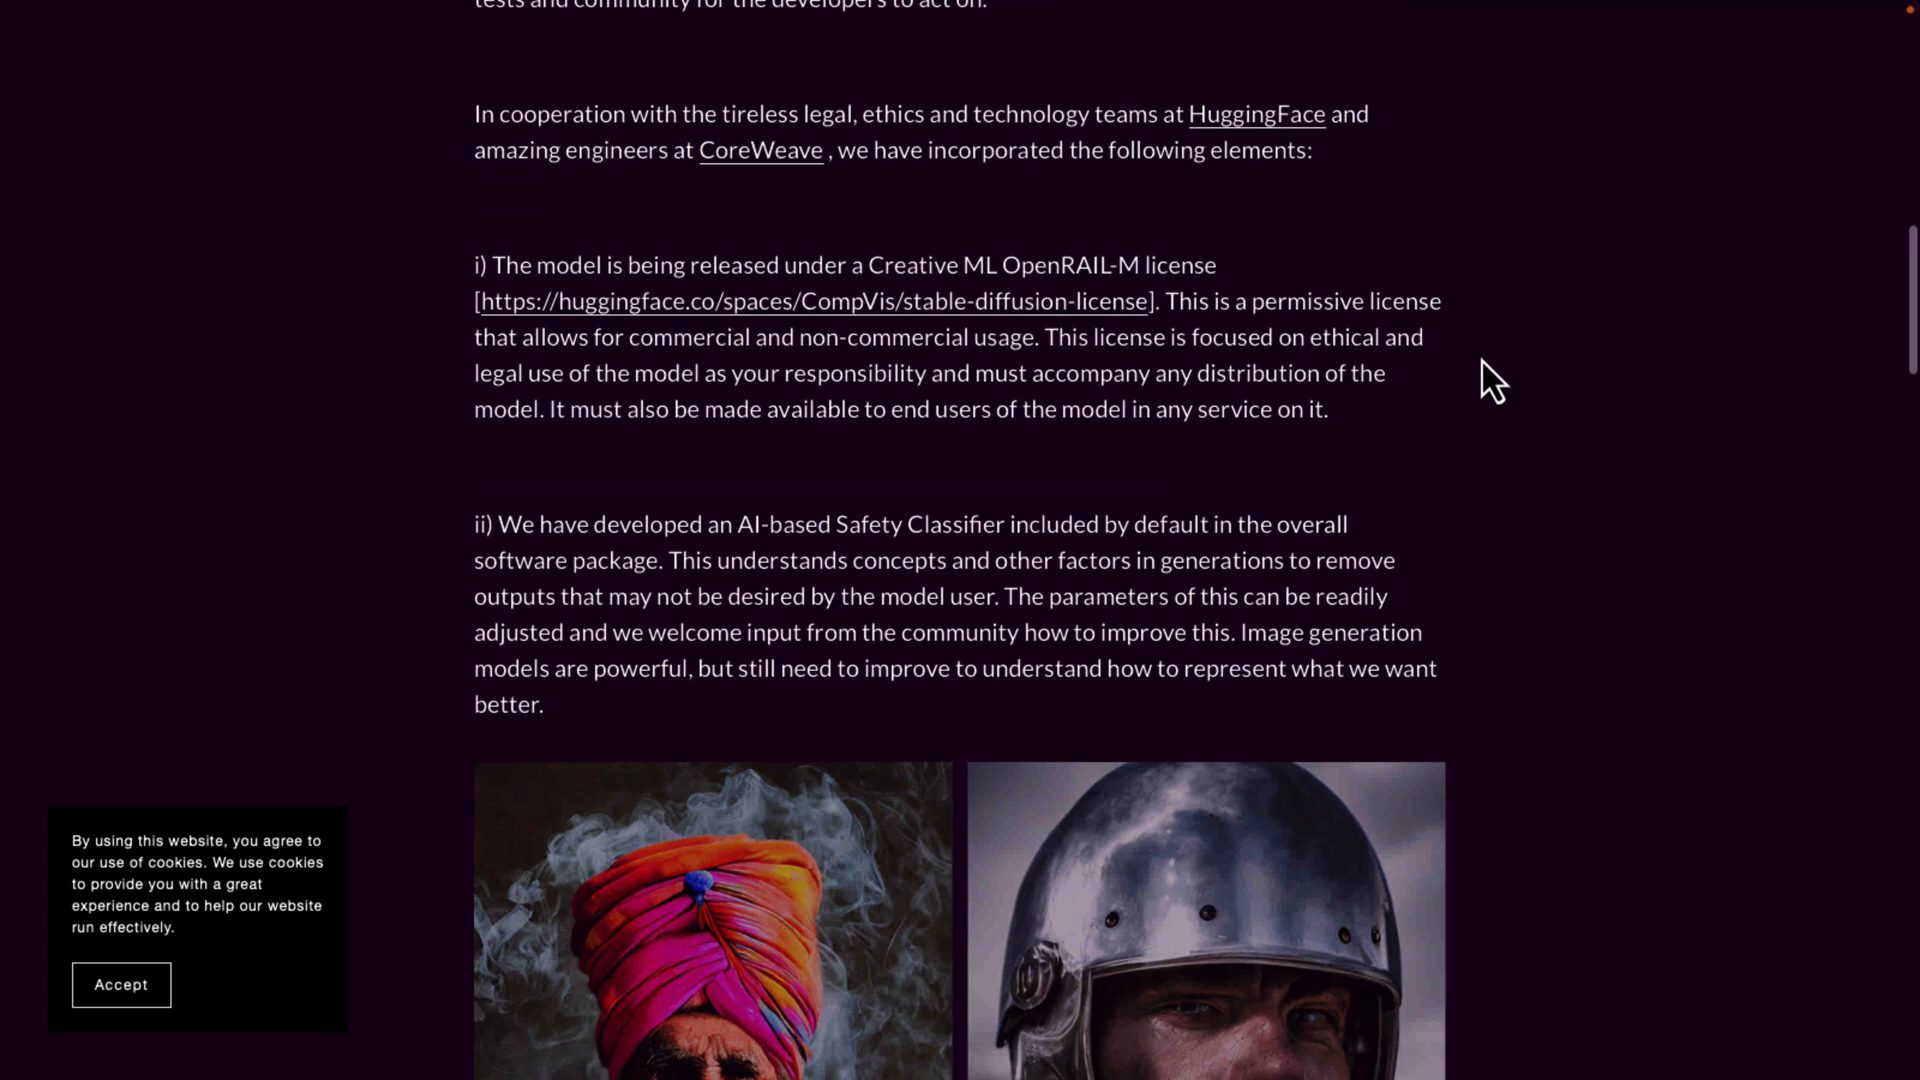 tests and community for the developers to act on.
In cooperation with the tireless legal, ethics and technology teams at HuggingFace and
amazing engineers at CoreWeave , we have incorporated the following elements:
i) The model is being released under a Creative ML OpenRAIL-M license
[https://huggingface.co/spaces/CompVis/stable-diffusion-license]. This is a permissive license
that allows for commercial and non-commercial usage. This license is focused on ethical and
legal use of the model as your responsibility and must accompany any distribution of the
model. It must also be made available to end users of the model in any service on it.
ii) We have developed an AI-based Safety Classifier included by default in the overall
software package. This understands concepts and other factors in generations to remove
outputs that may not be desired by the model user. The parameters of this can be readily
adjusted and we welcome input from the community how to improve this. Image generation
models are powerful, but still need to improve to understand how to represent what we want
better.
By using this website, you agree to
our use of cookies. We use cookies
to provide you with a great
experience and to help our website
run effectively.
Accept